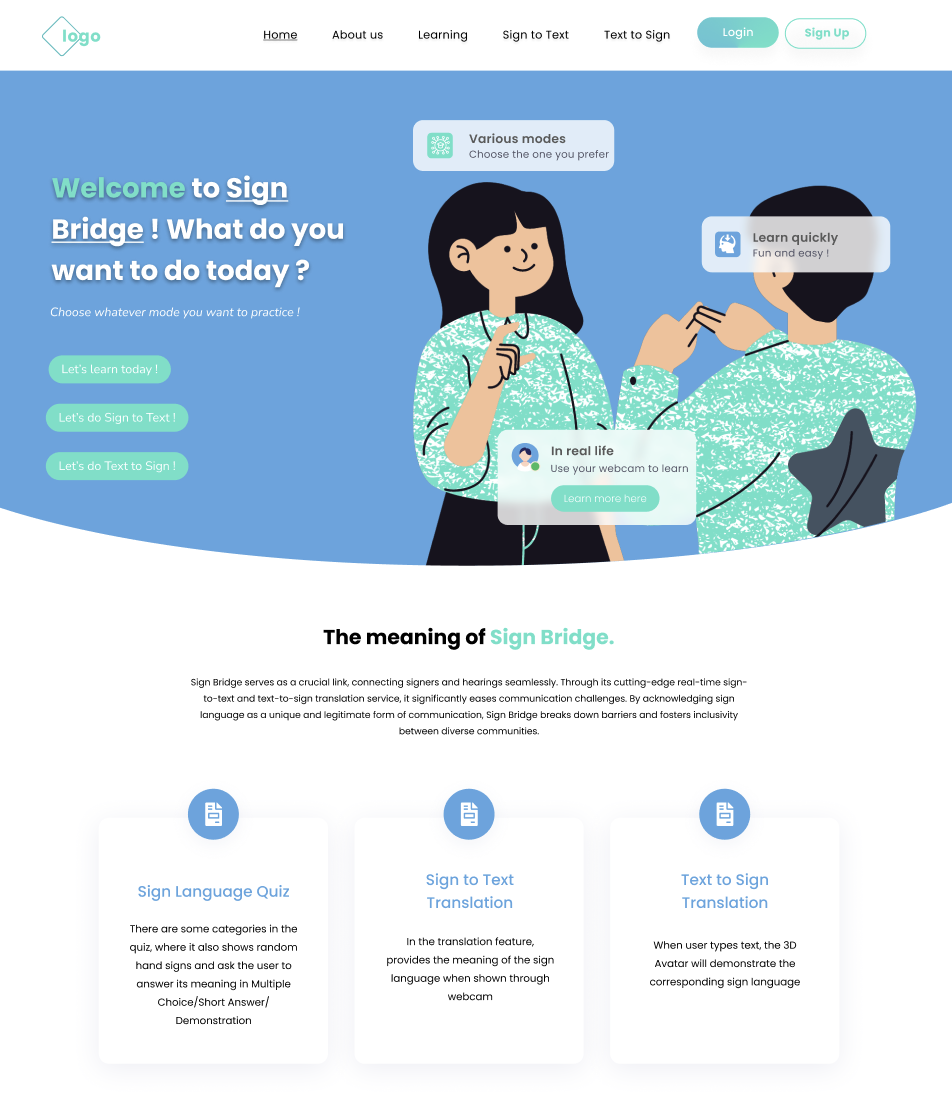 logo
Home
About us
Learning
Sign to Text
Text to Sign
Login
Sign Up
Various modes
Choose the one you prefer
Welcome to Sign
Bridge ! What do you
want to do today ?
Learn quickly
Fun and easy !
Choose whatever mode you want to practice !
Let's learn today !
Let's do Sign to Text !
Let's do Text to Sign !
In real life
Use your webcam to learn
Learn more here
The meaning of Sign Bridge.
Sign Bridge serves as a crucial link, connecting signers and hearings seamlessly. Through its cutting-edge real-time sign-
to-text and text-to-sign translation service, it significantly eases communication challenges. By acknowledging sign
language as a unique and legitimate form of communication, Sign Bridge breaks down barriers and fosters inclusivity
between diverse communities.
Sign Language Quiz
There are some categories in the
quiz, where it also shows random
hand signs and ask the user to
answer its meaning in Multiple
Choice/Short Answer/
Demonstration
Sign to Text
Translation
In the translation feature,
provides the meaning of the sign
language when shown through
webcam
Text to Sign
Translation
When user types text, the 3D
Avatar will demonstrate the
corresponding sign language